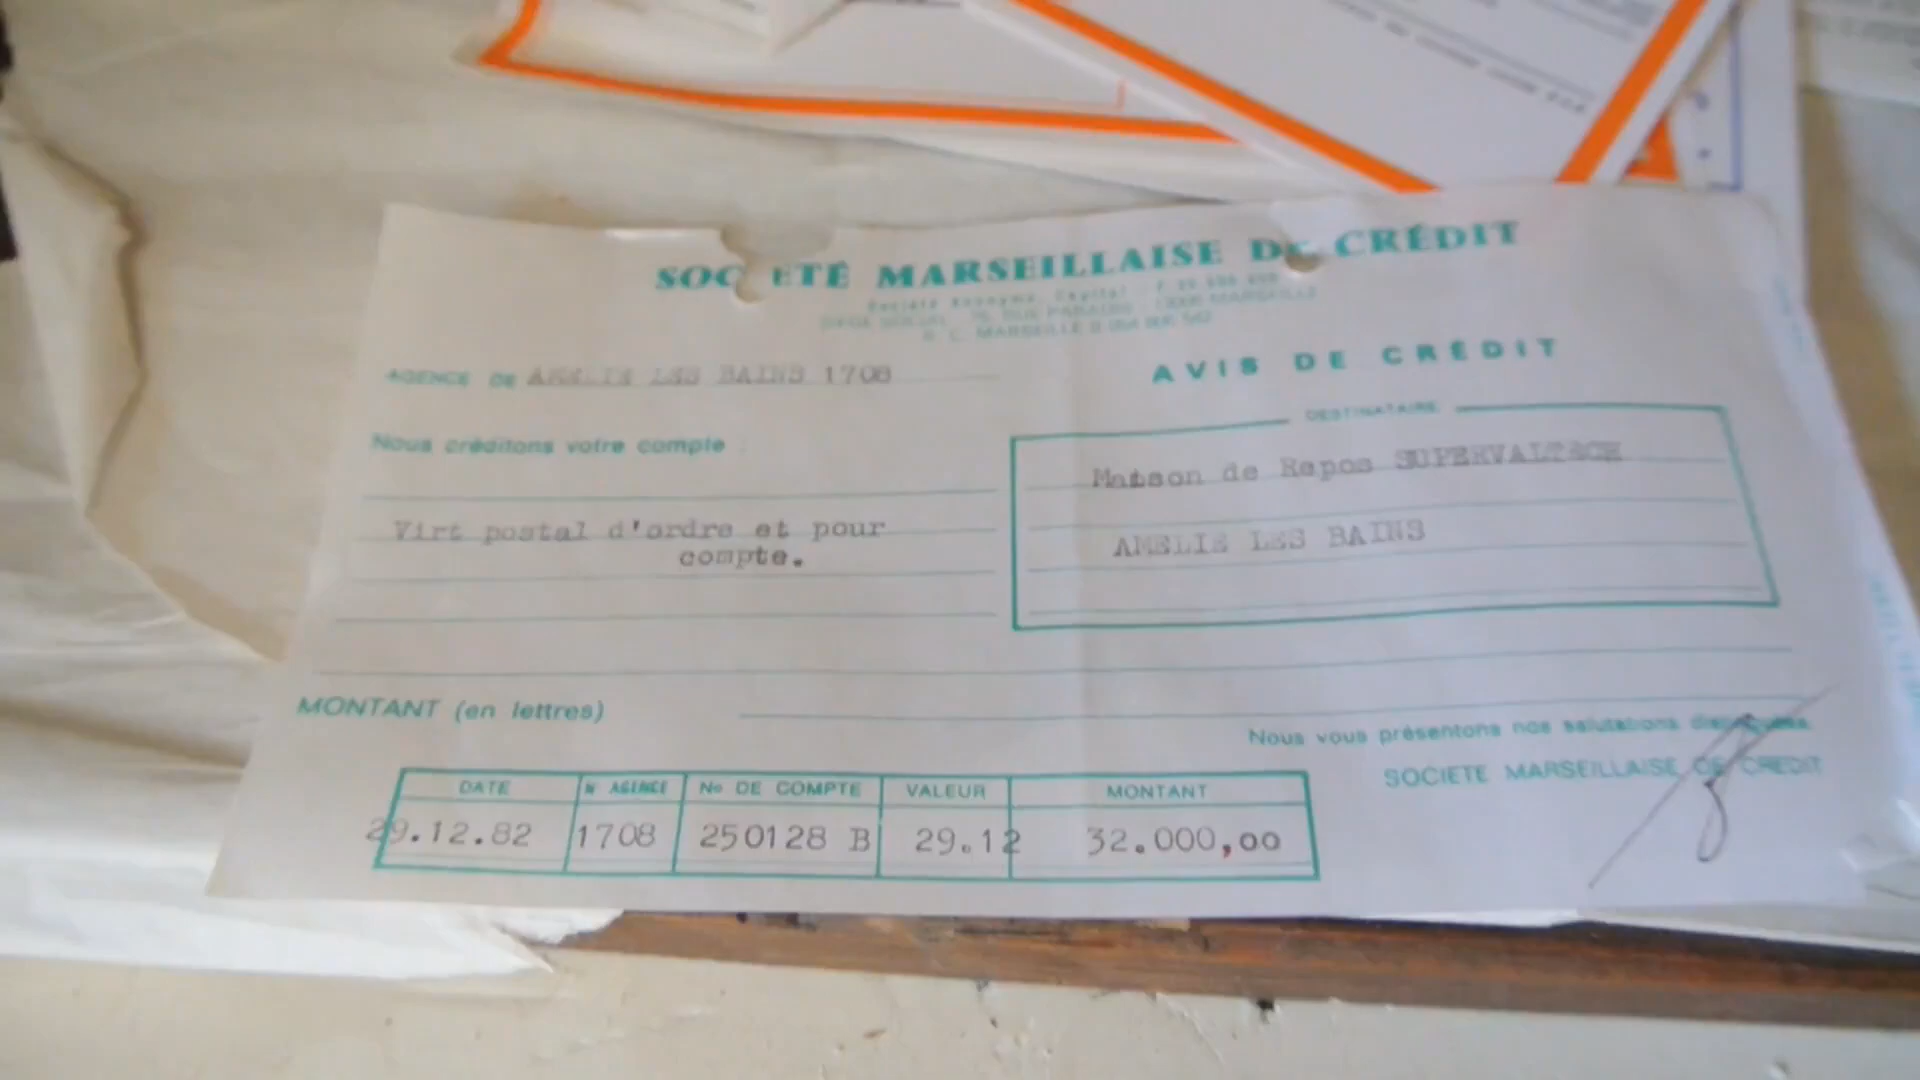 SOC ETÉ MARSEILLAISE DE CRÉDIT
AGENCE DE AMELIE LES BAINS 1708
AVIS DE CRÉDIT
DESTINATAIRE
Nous créditons votre compte :
Maison de Repos SUPERVALTECH
Virt postal d'ordre et pour
compte.
AMELIE LES BAINS
MONTANT (en lettres)
Nous vous présentons nos salutations distinguées.
SOCIETE MARSEILLAISE DE CREDIT
DATE N AGENCE No DE COMPTE VALEUR MONTANT
29.12.82 1708 250128 B 29.12 32.000,00